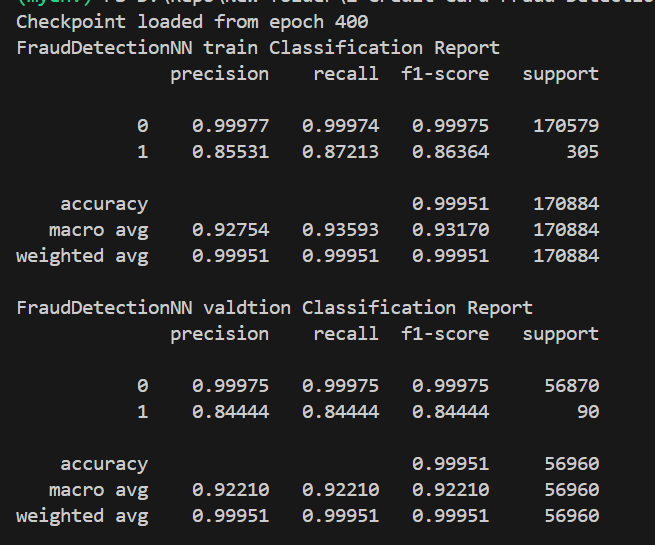 Checkpoint loaded from epoch 400
FraudDetectionNN train Classification Report
precision recall f1-score support
0 0.99977 0.99974 0.99975 170579
1 0.85531 0.87213 0.86364 305
accuracy 0.99951 170884
macro avg 0.92754 0.93593 0.93170 170884
weighted avg 0.99951 0.99951 0.99951 170884
FraudDetectionNN valdtion Classification Report
precision recall f1-score support
0 0.99975 0.99975 0.99975 56870
1 0.84444 0.84444 0.84444 90
accuracy 0.99951 56960
macro avg 0.92210 0.92210 0.92210 56960
weighted avg 0.99951 0.99951 0.99951 56960